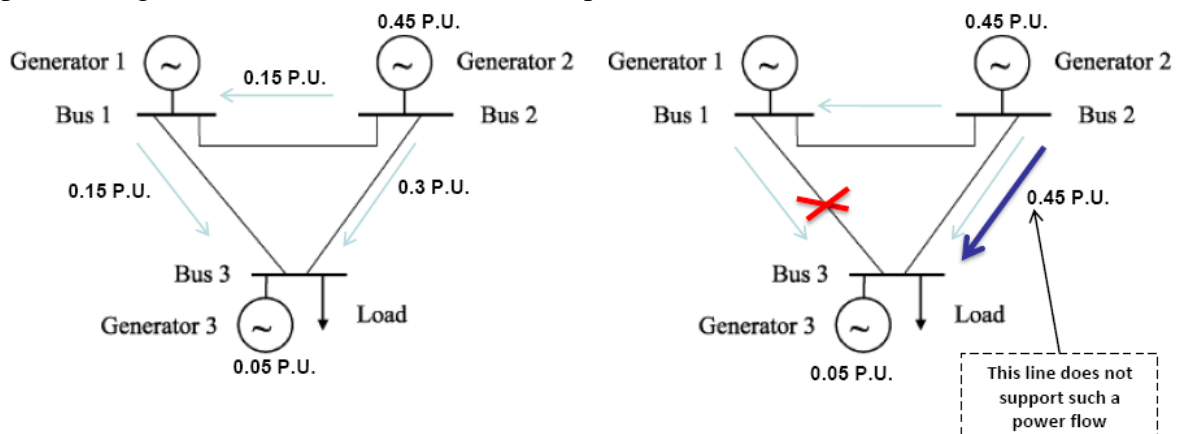 0.45 P.U.
Generator 1
~
~
Generator 2
0.15 P.U.
Bus 1
Bus 2
0.15 P.U.
0.3 P.U.
Bus 3
Generator 3
~
Load
0.05 P.U.
0.45 P.U.
Generator 1
~
~
Generator 2
Bus 1
Bus 2
0.45 P.U.
Bus 3
Generator 3
~
Load
0.05 P.U.
This line does not
support such a
power flow